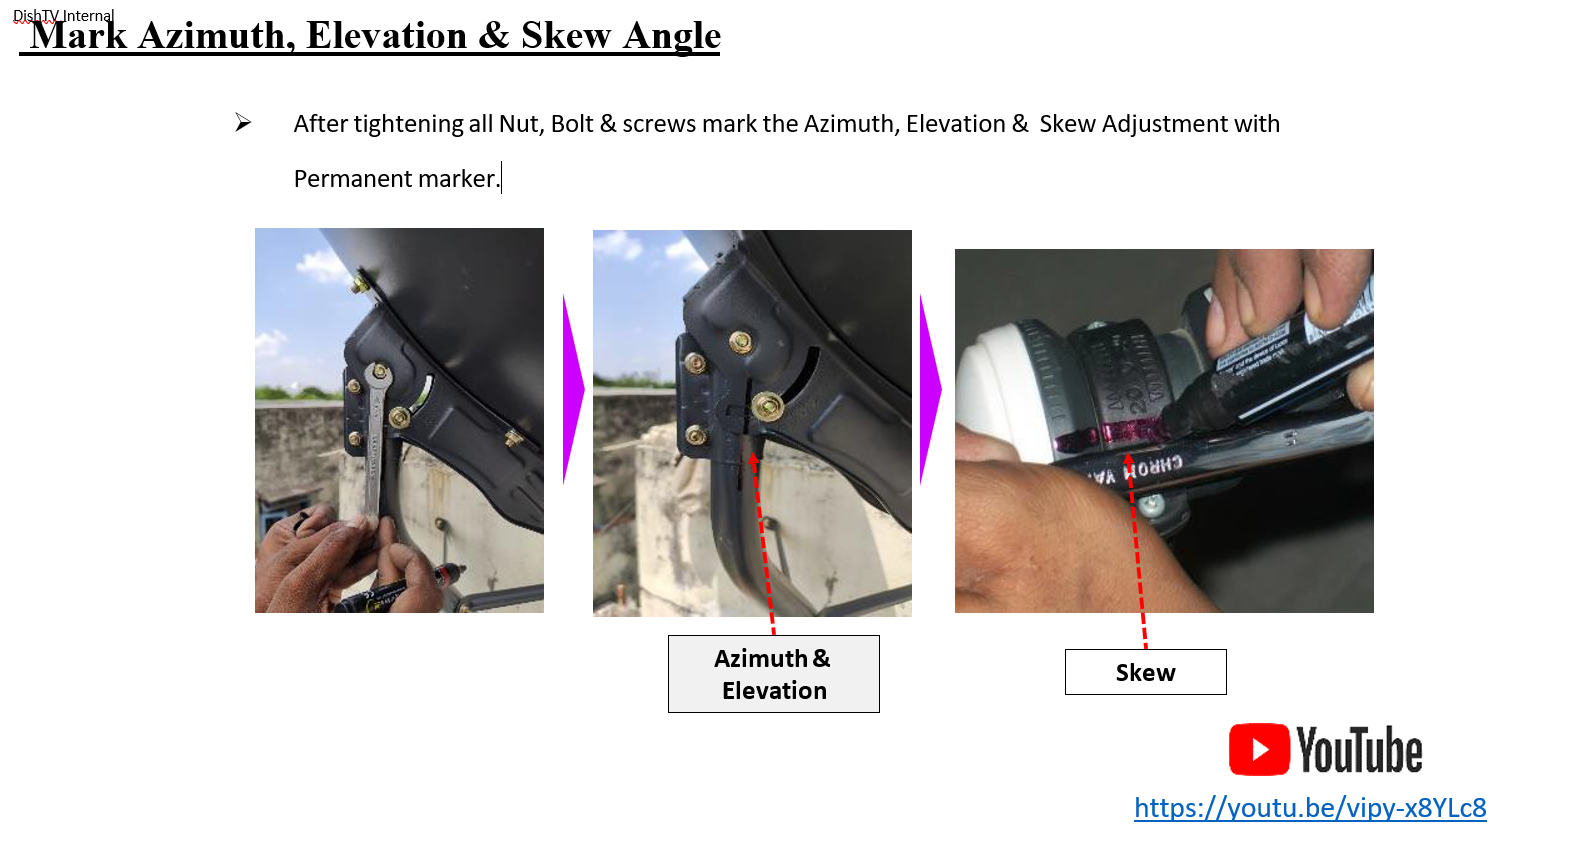 DishTV Internal
Mark Azimuth, Elevation & Skew Angle
➢ After tightening all Nut, Bolt & screws mark the Azimuth, Elevation & Skew Adjustment with
Permanent marker.
20
CHROM VA
Azimuth &
Elevation
Skew
YouTube
https://youtu.be/vipy-x8YLc8